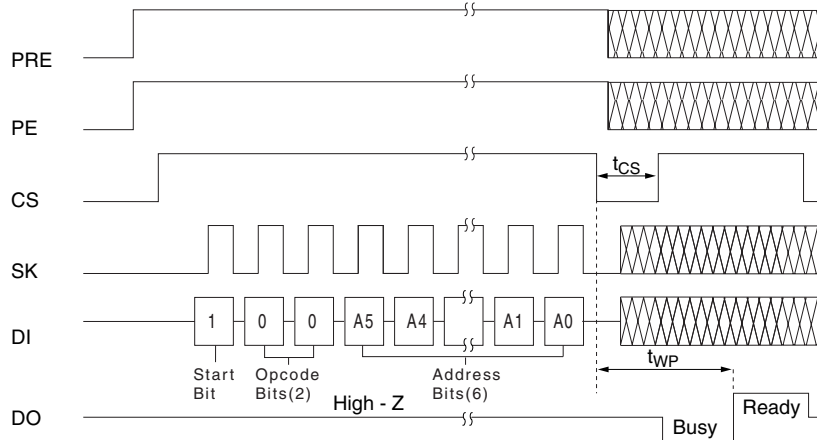 PRE
PE
CS
tCS
SK
DI
1 0 0 A5 A4 A1 A0
Start
Bit
Opcode
Bits(2)
Address
Bits(6)
tWP
DO
High - Z
Busy
Ready